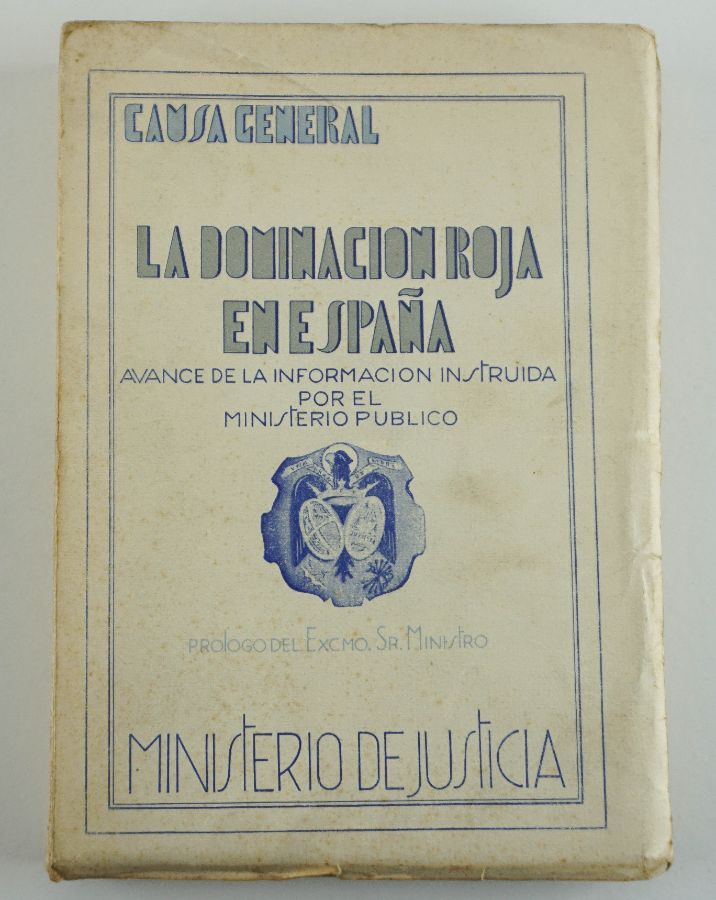 CAUSA GENERAL
LA DOMINACION ROJA
EN ESPAÑA
AVANCE DE LA INFORMACION INSTRUIDA
POR EL
MINISTERIO PUBLICO
PROLOGO DEL EXCMO. SR. MINISTRO
MINISTERIO DE JUSTICIA